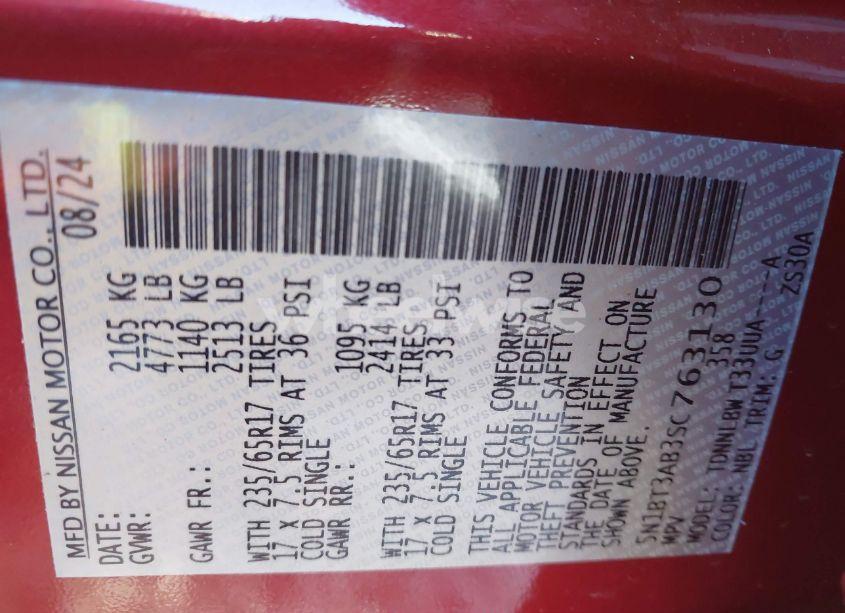 MFD BY NISSAN MOTOR CO., LTD.
DATE: 08/24
GVWR: 2165 KG
4773 LB
GAWR FR.: 1140 KG
2513 LB
WITH 235/65R17 TIRES
17 X 7.5 RIMS AT 36 PSI
COLD SINGLE
GAWR RR.: 1095 KG
2414 LB
WITH 235/65R17 TIRES
17 X 7.5 RIMS AT 33 PSI
COLD SINGLE
THIS VEHICLE CONFORMS TO
ALL APPLICABLE FEDERAL
MOTOR VEHICLE SAFETY AND
THEFT PREVENTION
STANDARDS IN EFFECT ON
THE DATE OF MANUFACTURE
SHOWN ABOVE.
5N1BT3AB3SC763130
MPV 358
MODEL: TDNNLBW T33UUA----A
COLOR: NBL TRIM: G ZS30A